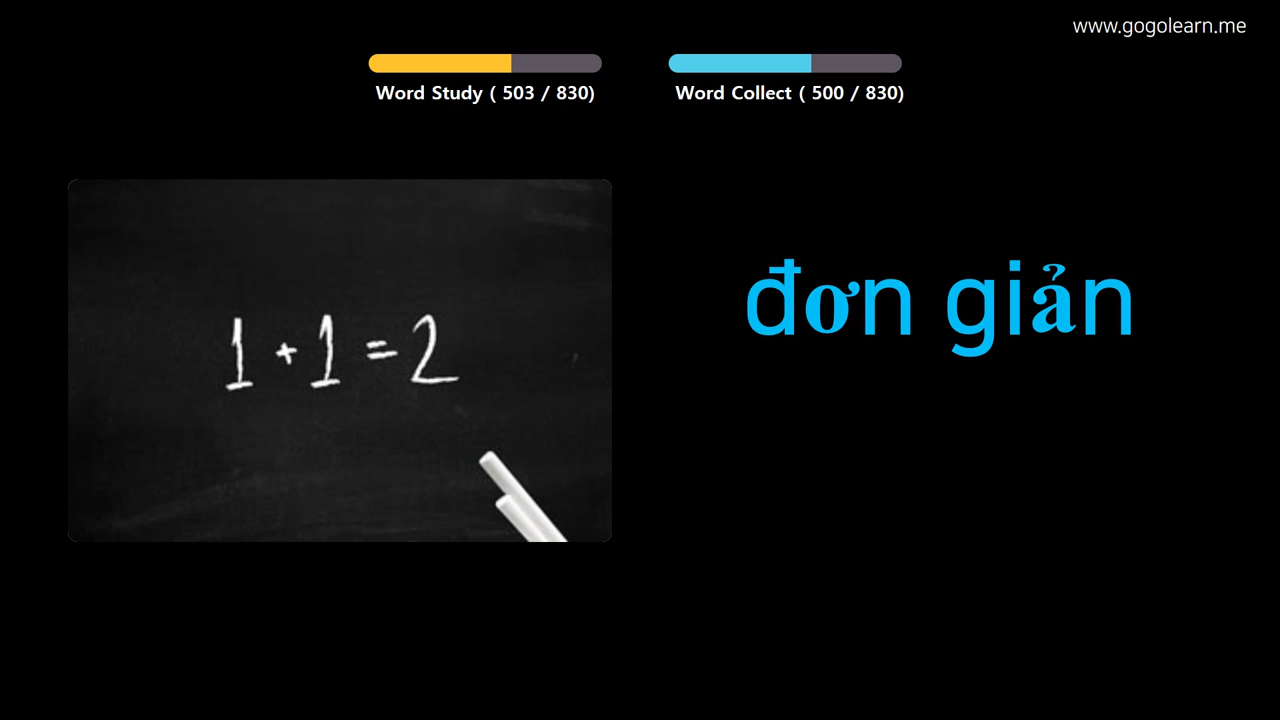 www.gogolearn.me
Word Study ( 503 / 830)
Word Collect ( 500 / 830)
1 + 1 = 2
đơn giản